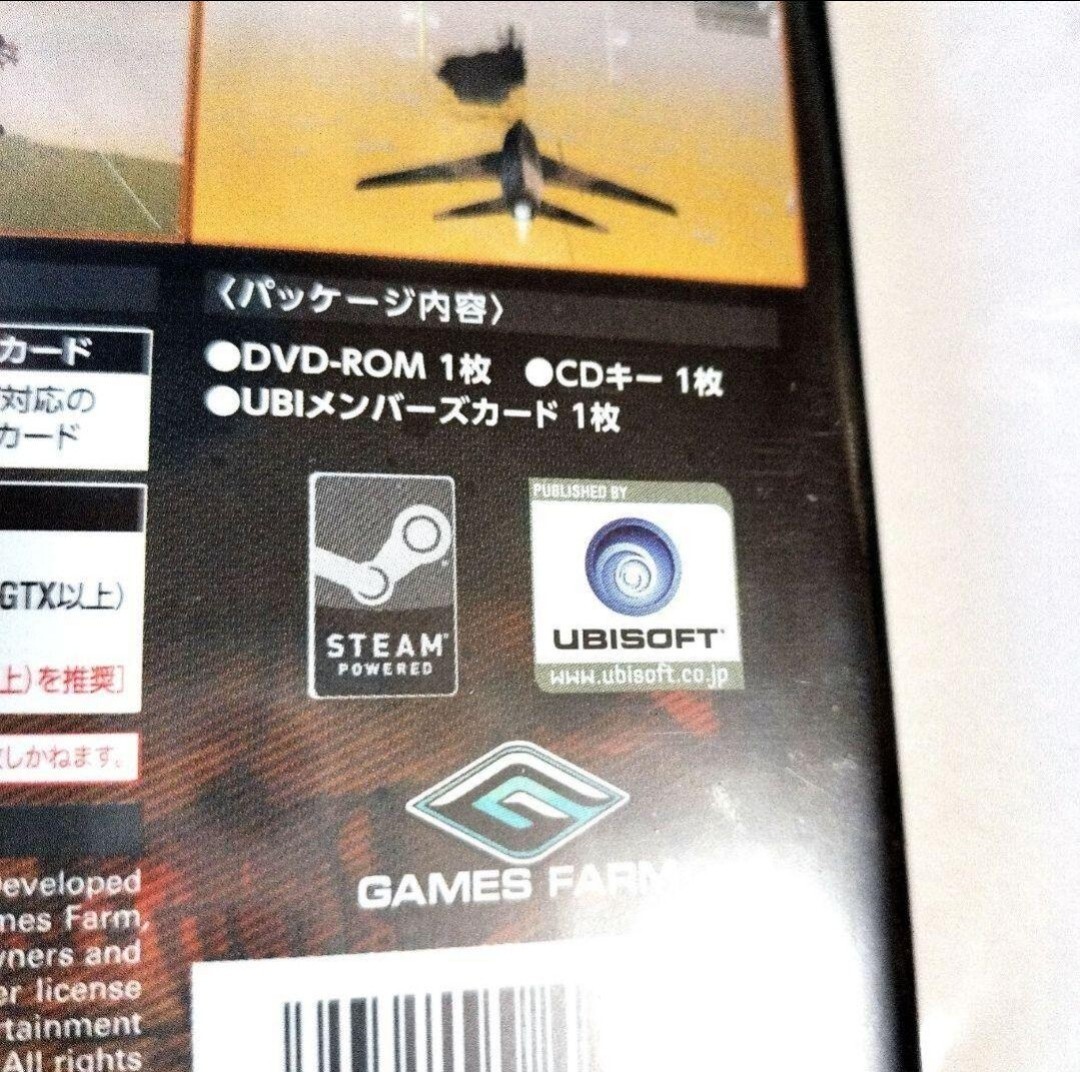 〈パッケージ内容〉
●DVD-ROM 1枚 ●CDキー 1枚
●UBIメンバーズカード 1枚
カード
対応の
カード
GTX以上）
上）を推奨］
しかねます。
STEAM
POWERED
PUBLISHED BY
UBISOFT
www.ubisoft.co.jp
GAMES FARM
eveloped
mes Farm,
ners and
er license
tainment
All rights